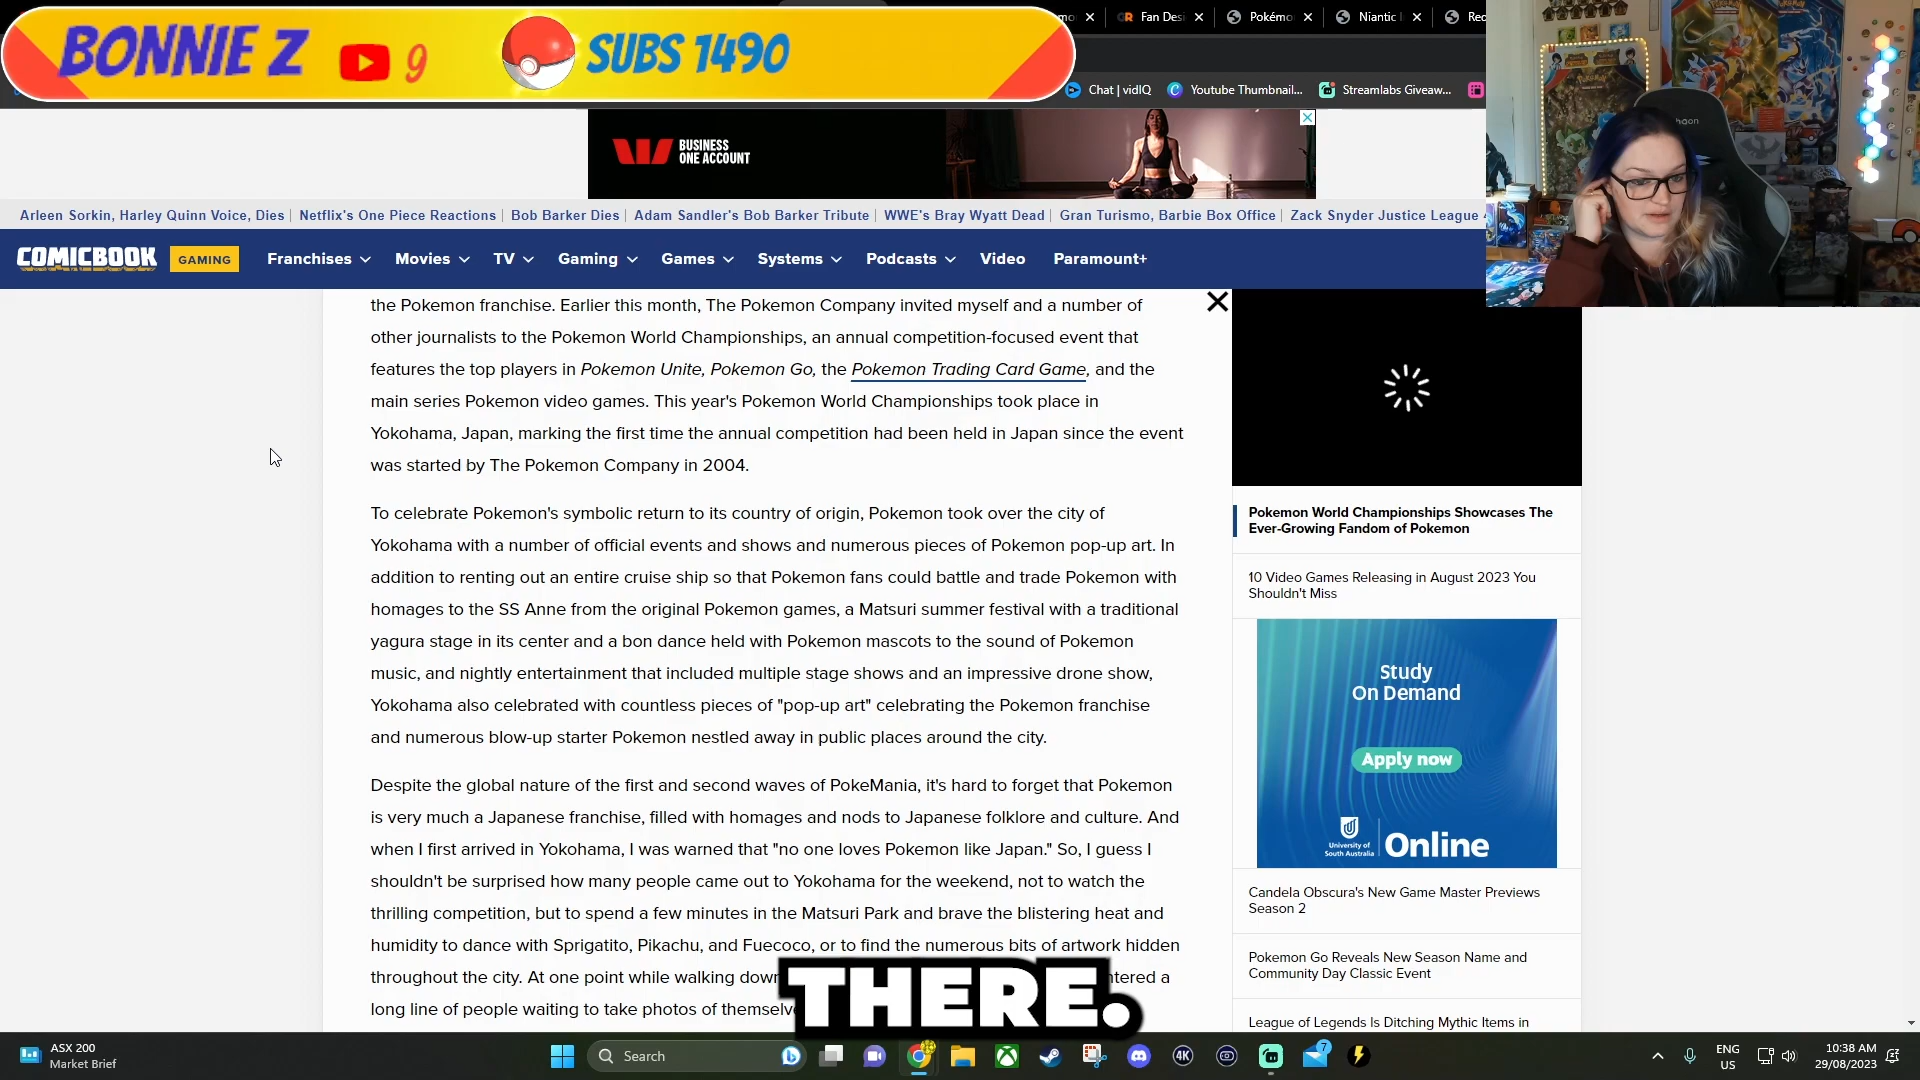 BONNIE Z 9 SUBS 1490
Fan Desi
Pokémo
Niantic
Rec
Chat | vidIQ
Youtube Thumbnail...
Streamlabs Giveaw...
BUSINESS
ONE ACCOUNT
Arleen Sorkin, Harley Quinn Voice, Dies | Netflix's One Piece Reactions | Bob Barker Dies | Adam Sandler's Bob Barker Tribute | WWE's Bray Wyatt Dead | Gran Turismo, Barbie Box Office | Zack Snyder Justice League
COMICBOOK GAMING Franchises Movies TV Gaming Games Systems Podcasts Video Paramount+
the Pokemon franchise. Earlier this month, The Pokemon Company invited myself and a number of
other journalists to the Pokemon World Championships, an annual competition-focused event that
features the top players in Pokemon Unite, Pokemon Go, the Pokemon Trading Card Game, and the
main series Pokemon video games. This year's Pokemon World Championships took place in
Yokohama, Japan, marking the first time the annual competition had been held in Japan since the event
was started by The Pokemon Company in 2004.
To celebrate Pokemon's symbolic return to its country of origin, Pokemon took over the city of
Yokohama with a number of official events and shows and numerous pieces of Pokemon pop-up art. In
addition to renting out an entire cruise ship so that Pokemon fans could battle and trade Pokemon with
homages to the SS Anne from the original Pokemon games, a Matsuri summer festival with a traditional
yagura stage in its center and a bon dance held with Pokemon mascots to the sound of Pokemon
music, and nightly entertainment that included multiple stage shows and an impressive drone show,
Yokohama also celebrated with countless pieces of "pop-up art" celebrating the Pokemon franchise
and numerous blow-up starter Pokemon nestled away in public places around the city.
Despite the global nature of the first and second waves of PokeMania, it's hard to forget that Pokemon
is very much a Japanese franchise, filled with homages and nods to Japanese folklore and culture. And
when I first arrived in Yokohama, I was warned that "no one loves Pokemon like Japan." So, I guess I
shouldn't be surprised how many people came out to Yokohama for the weekend, not to watch the
thrilling competition, but to spend a few minutes in the Matsuri Park and brave the blistering heat and
humidity to dance with Sprigatito, Pikachu, and Fuecoco, or to find the numerous bits of artwork hidden
throughout the city. At one point while walking down ntered a
long line of people waiting to take photos of themselve
THERE.
Pokemon World Championships Showcases The
Ever-Growing Fandom of Pokemon
10 Video Games Releasing in August 2023 You
Shouldn't Miss
Study
On Demand
Apply now
University of
South Australia
Online
Candela Obscura's New Game Master Previews
Season 2
Pokemon Go Reveals New Season Name and
Community Day Classic Event
League of Legends Is Ditching Mythic Items in
ASX 200
Market Brief
Search
4K
7
ENG
US
10:38 AM
29/08/2023